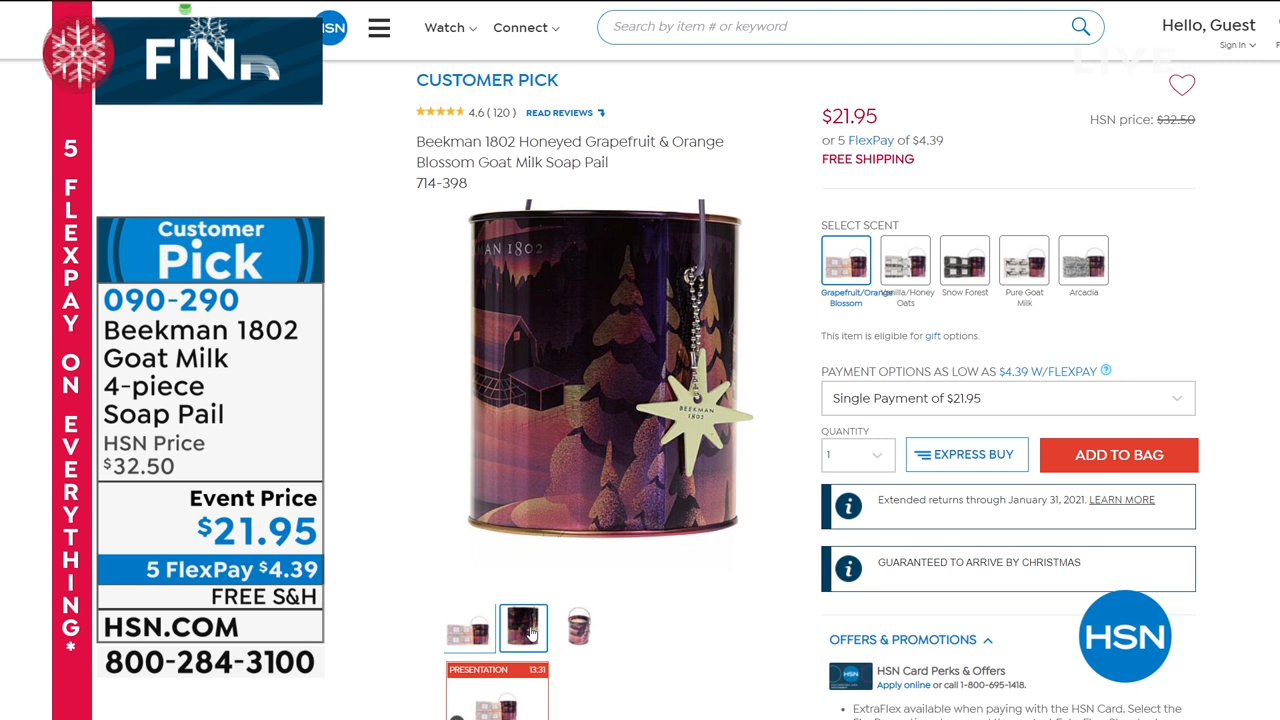 5 FLEXPAY ON EVERYTHING*
Customer
Pick
090-290
Beekman 1802
Goat Milk
4-piece
Soap Pail
HSN Price
$32.50
Event Price
$21.95
5 FlexPay $4.39
FREE S&H
HSN.COM
800-284-3100
Watch
Connect
Search by item # or keyword
Hello, Guest
Sign In
LIVE
CUSTOMER PICK
4.6 ( 120 )
READ REVIEWS
Beekman 1802 Honeyed Grapefruit & Orange
Blossom Goat Milk Soap Pail
714-398
MAN 1802
BEEKMAN
1802
PRESENTATION 13:31
$21.95
HSN price: $32.50
or 5 FlexPay of $4.39
FREE SHIPPING
SELECT SCENT
Grapefruit/Orange
Blossom
Vanilla/Honey
Oats
Snow Forest
Pure Goat
Milk
Arcadia
This item is eligible for gift options.
PAYMENT OPTIONS AS LOW AS $4.39 W/FLEXPAY
Single Payment of $21.95
QUANTITY
1
EXPRESS BUY
ADD TO BAG
Extended returns through January 31, 2021. LEARN MORE
GUARANTEED TO ARRIVE BY CHRISTMAS
OFFERS & PROMOTIONS
HSN
HSN
HSN Card Perks & Offers
Apply online or call 1-800-695-1418.
ExtraFlex available when paying with the HSN Card. Select the